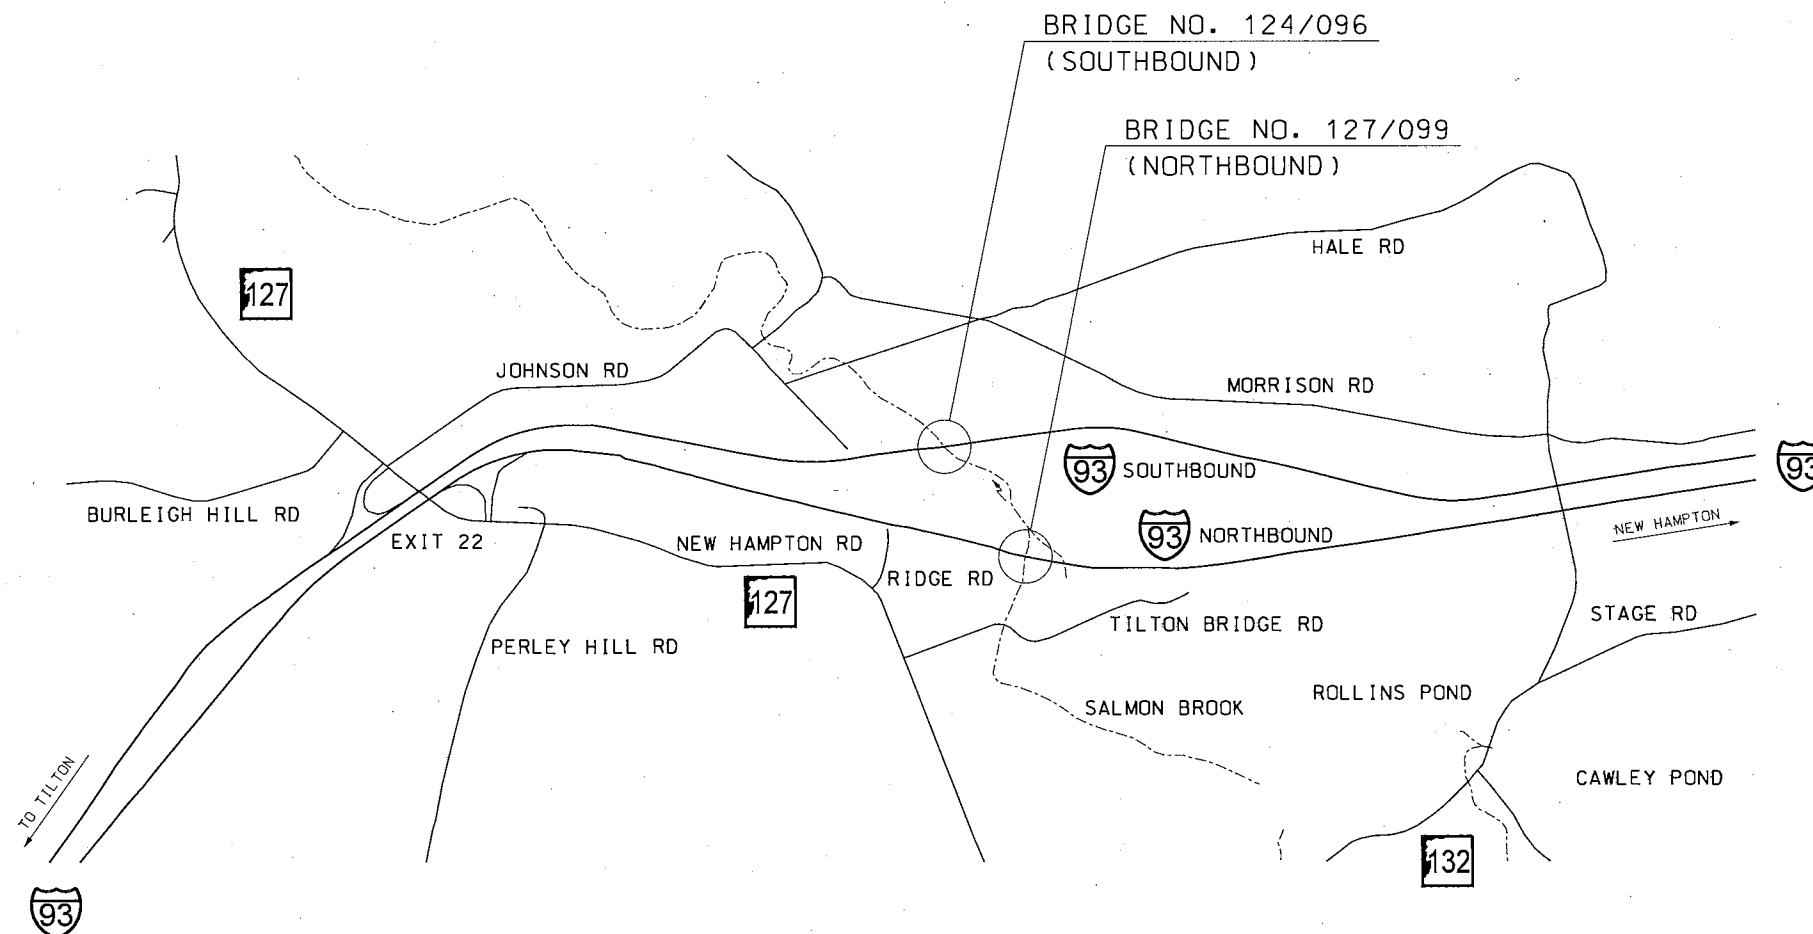 BRIDGE NO. 124/096
(SOUTHBOUND)
BRIDGE NO. 127/099
(NORTHBOUND)
HALE RD
127
JOHNSON RD
MORRISON RD
93 SOUTHBOUND
93
BURLEIGH HILL RD
EXIT 22
NEW HAMPTON RD
93 NORTHBOUND
NEW HAMPTON
RIDGE RD
127
STAGE RD
TILTON BRIDGE RD
PERLEY HILL RD
ROLLINS POND
SALMON BROOK
CAWLEY POND
TO TILTON
132
93